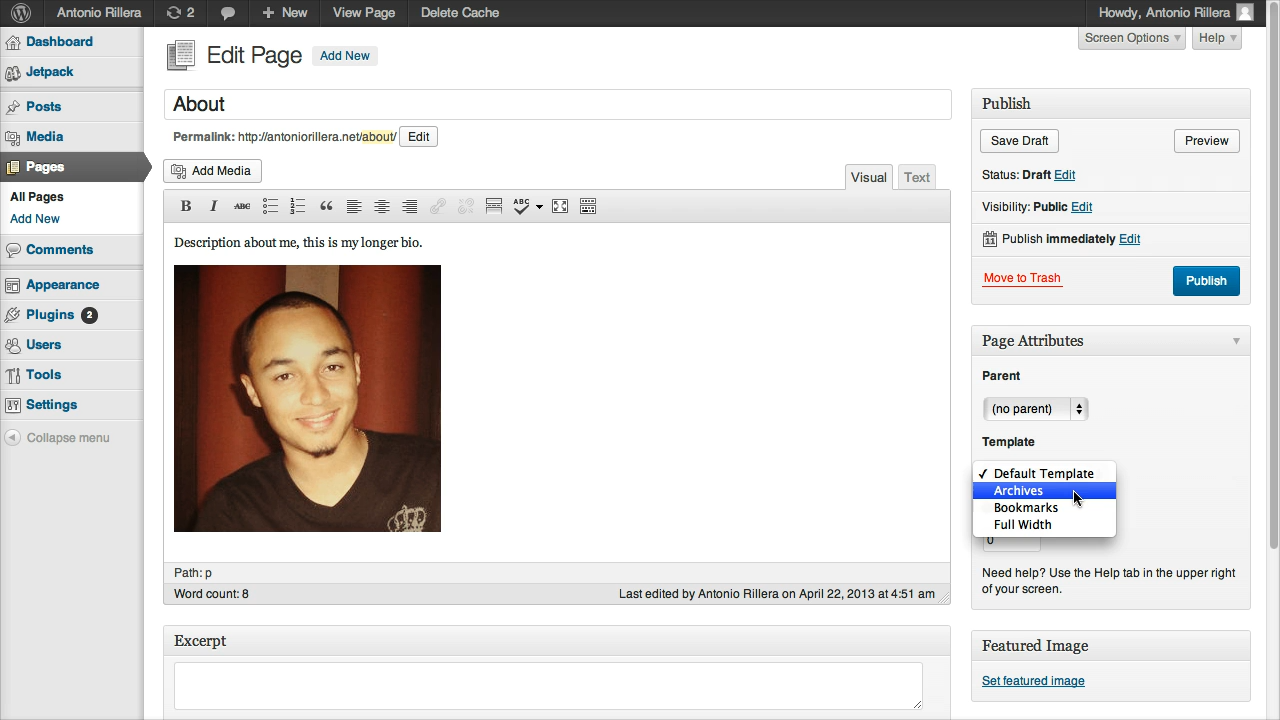 Antonio Rillera 2 New View Page Delete Cache Howdy, Antonio Rillera
Screen Options Help
Dashboard
Jetpack
Posts
Media
Pages
All Pages
Add New
Comments
Appearance
Plugins 2
Users
Tools
Settings
Collapse menu
Edit Page Add New
About
Permalink: http://antoniorillera.net/about/ Edit
Add Media
Visual Text
B I ABC ABC
Description about me, this is my longer bio.
Path: p
Word count: 8 Last edited by Antonio Rillera on April 22, 2013 at 4:51 am
Excerpt
Publish
Save Draft Preview
Status: Draft Edit
Visibility: Public Edit
11 Publish immediately Edit
Move to Trash Publish
Page Attributes
Parent
(no parent)
Template
✓ Default Template
Archives
Bookmarks
Full Width
0
Need help? Use the Help tab in the upper right
of your screen.
Featured Image
Set featured image